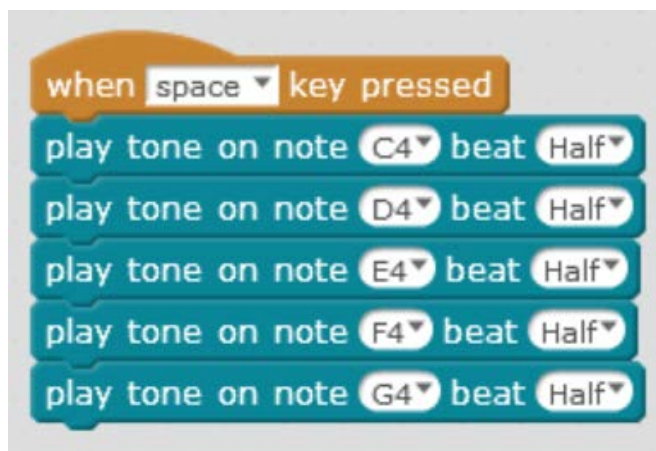 when space key pressed
play tone on note C4 beat Half
play tone on note D4 beat Half
play tone on note E4 beat Half
play tone on note F4 beat Half
play tone on note G4 beat Half